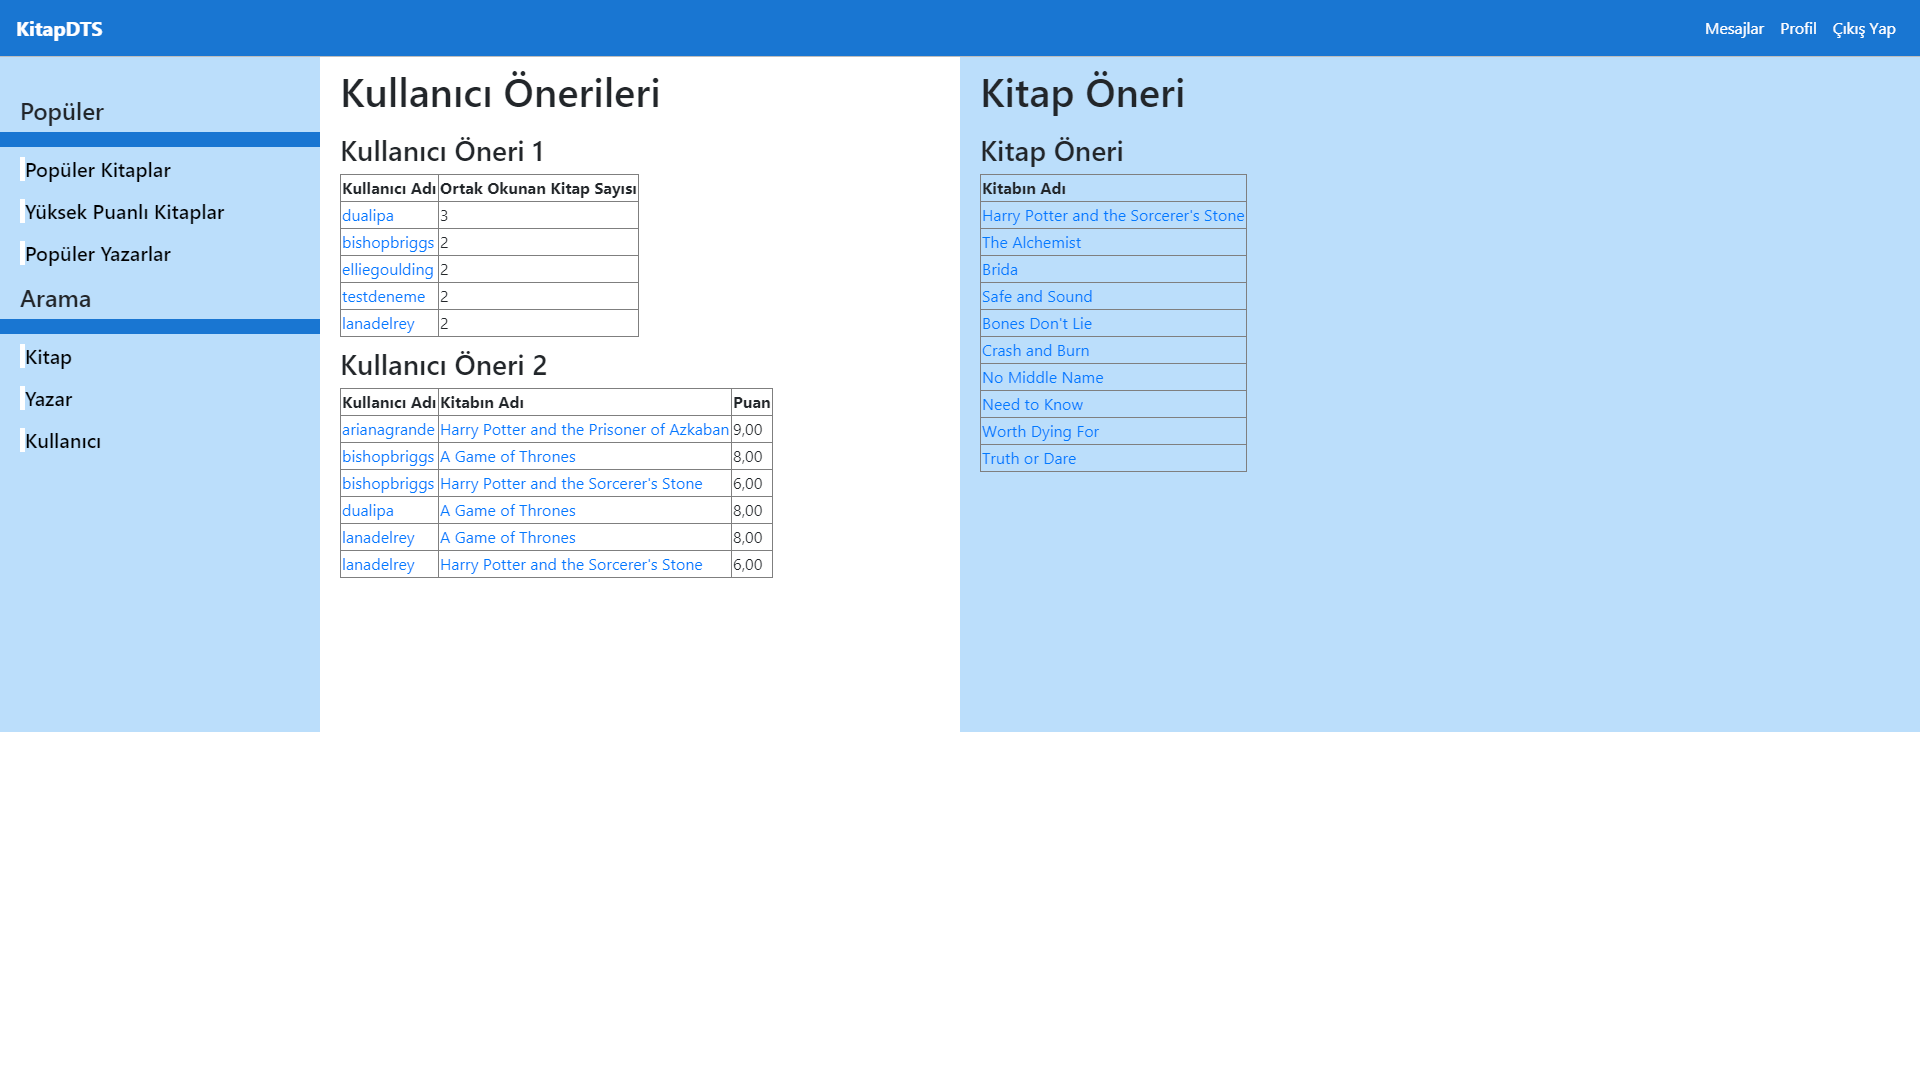 KitapDTS
Mesajlar Profil Çıkış Yap
Popüler
Popüler Kitaplar
Yüksek Puanlı Kitaplar
Popüler Yazarlar
Arama
Kitap
Yazar
Kullanıcı
Kullanıcı Önerileri
Kullanıcı Öneri 1
Kullanıcı Adı Ortak Okunan Kitap Sayısı
dualipa 3
bishopbriggs 2
elliegoulding 2
testdeneme 2
lanadelrey 2
Kullanıcı Öneri 2
Kullanıcı Adı Kitabın Adı Puan
arianagrande Harry Potter and the Prisoner of Azkaban 9,00
bishopbriggs A Game of Thrones 8,00
bishopbriggs Harry Potter and the Sorcerer's Stone 6,00
dualipa A Game of Thrones 8,00
lanadelrey A Game of Thrones 8,00
lanadelrey Harry Potter and the Sorcerer's Stone 6,00
Kitap Öneri
Kitap Öneri
Kitabın Adı
Harry Potter and the Sorcerer's Stone
The Alchemist
Brida
Safe and Sound
Bones Don't Lie
Crash and Burn
No Middle Name
Need to Know
Worth Dying For
Truth or Dare